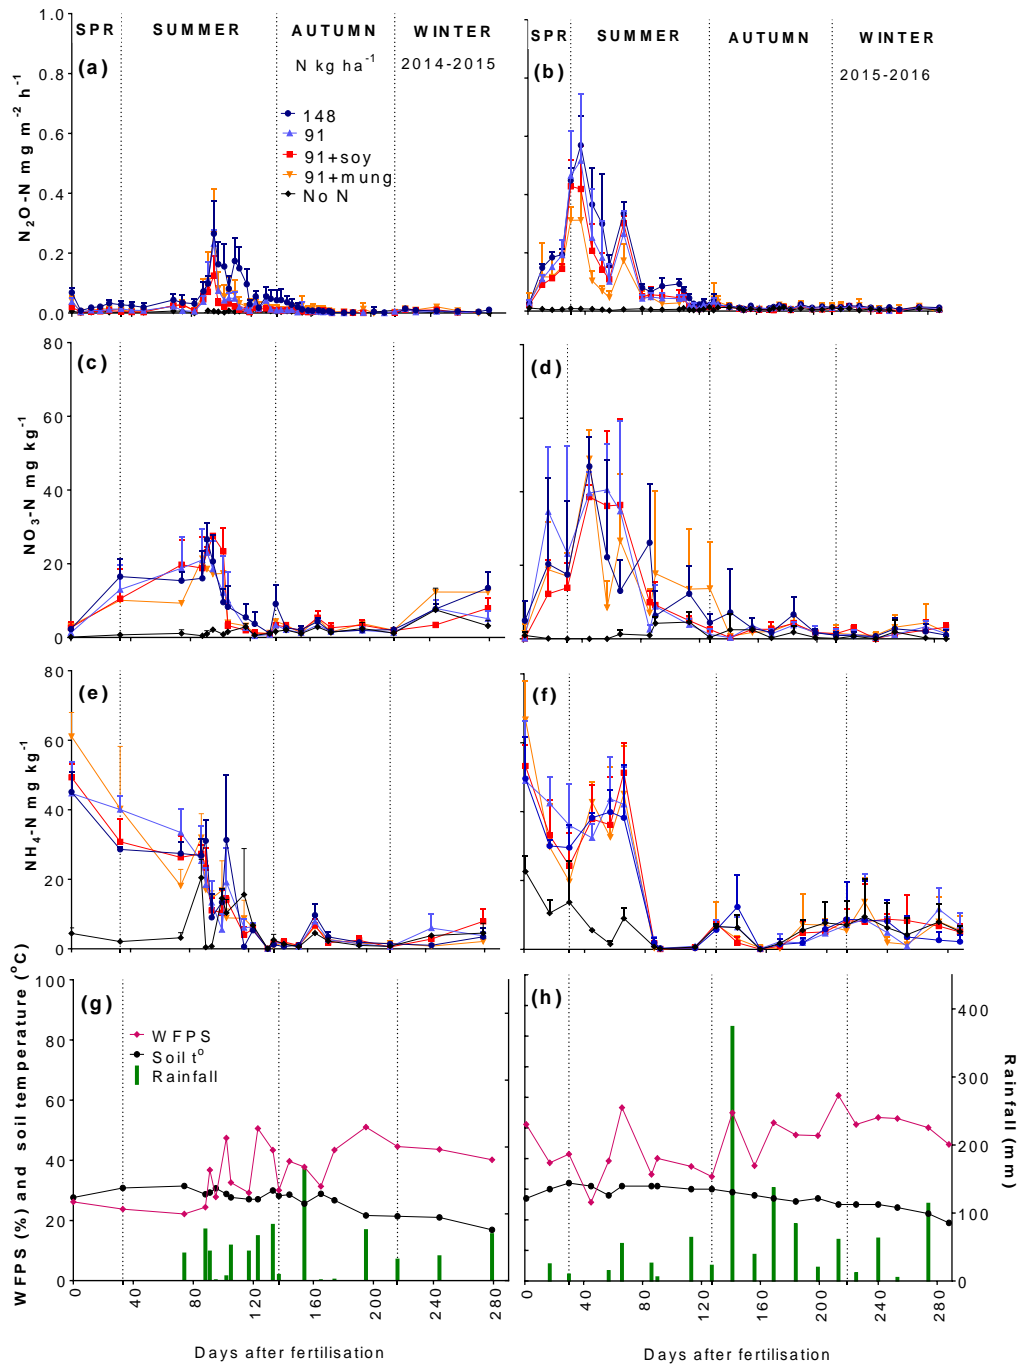 SPR SUMMER AUTUMN WINTER SPR SUMMER AUTUMN WINTER
(a) N kg ha⁻¹ 2014-2015 (b) 2015-2016
148
91
91+soy
91+mung
No N
N₂O-N mg m⁻² h⁻¹
1.0
0.8
0.6
0.4
0.2
0.0
(c) (d)
NO₃-N mg kg⁻¹
80
60
40
20
0
(e) (f)
NH₄-N mg kg⁻¹
80
60
40
20
0
(g) (h)
WFPS (%) and soil temperature (°C)
100
80
60
40
20
0
WFPS
Soil t°
Rainfall
400
300
200
100
0
Rainfall (mm)
0 40 80 120 160 200 240 280 0 40 80 120 160 200 240 280
Days after fertilisation Days after fertilisation